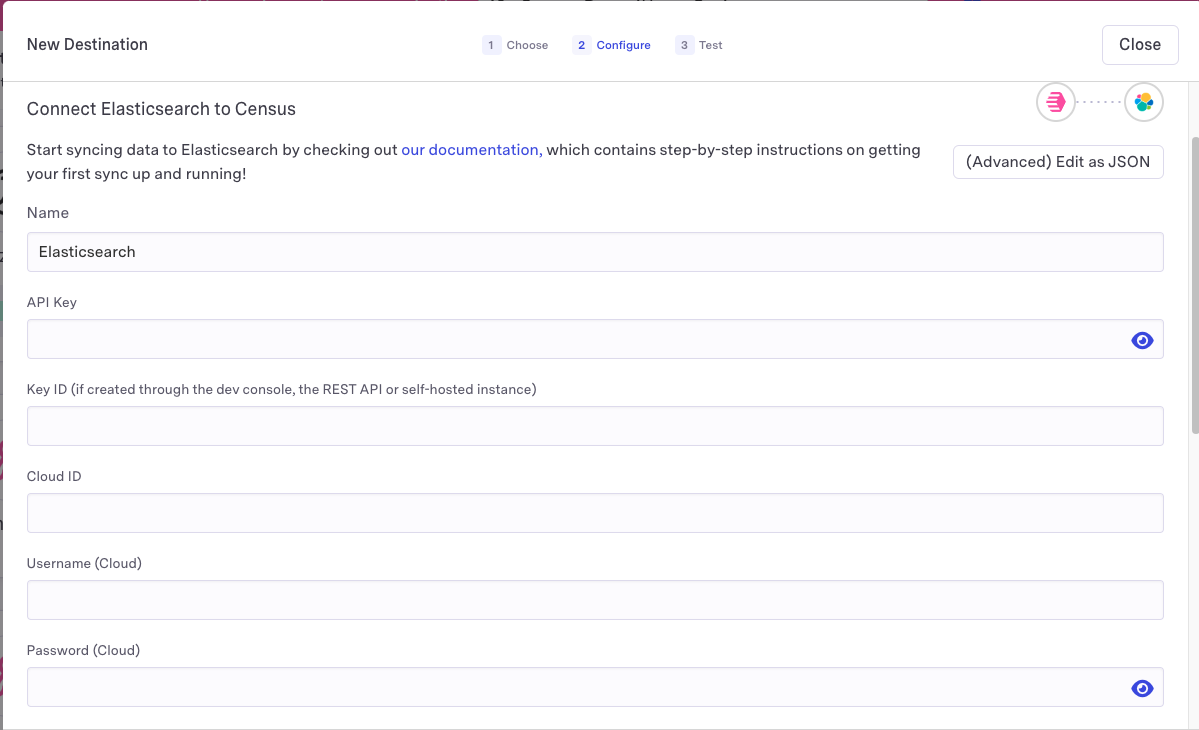 New Destination
1 Choose
2 Configure
3 Test
Close
Connect Elasticsearch to Census
Start syncing data to Elasticsearch by checking out our documentation, which contains step-by-step instructions on getting
your first sync up and running!
(Advanced) Edit as JSON
Name
Elasticsearch
API Key
Key ID (if created through the dev console, the REST API or self-hosted instance)
Cloud ID
Username (Cloud)
Password (Cloud)